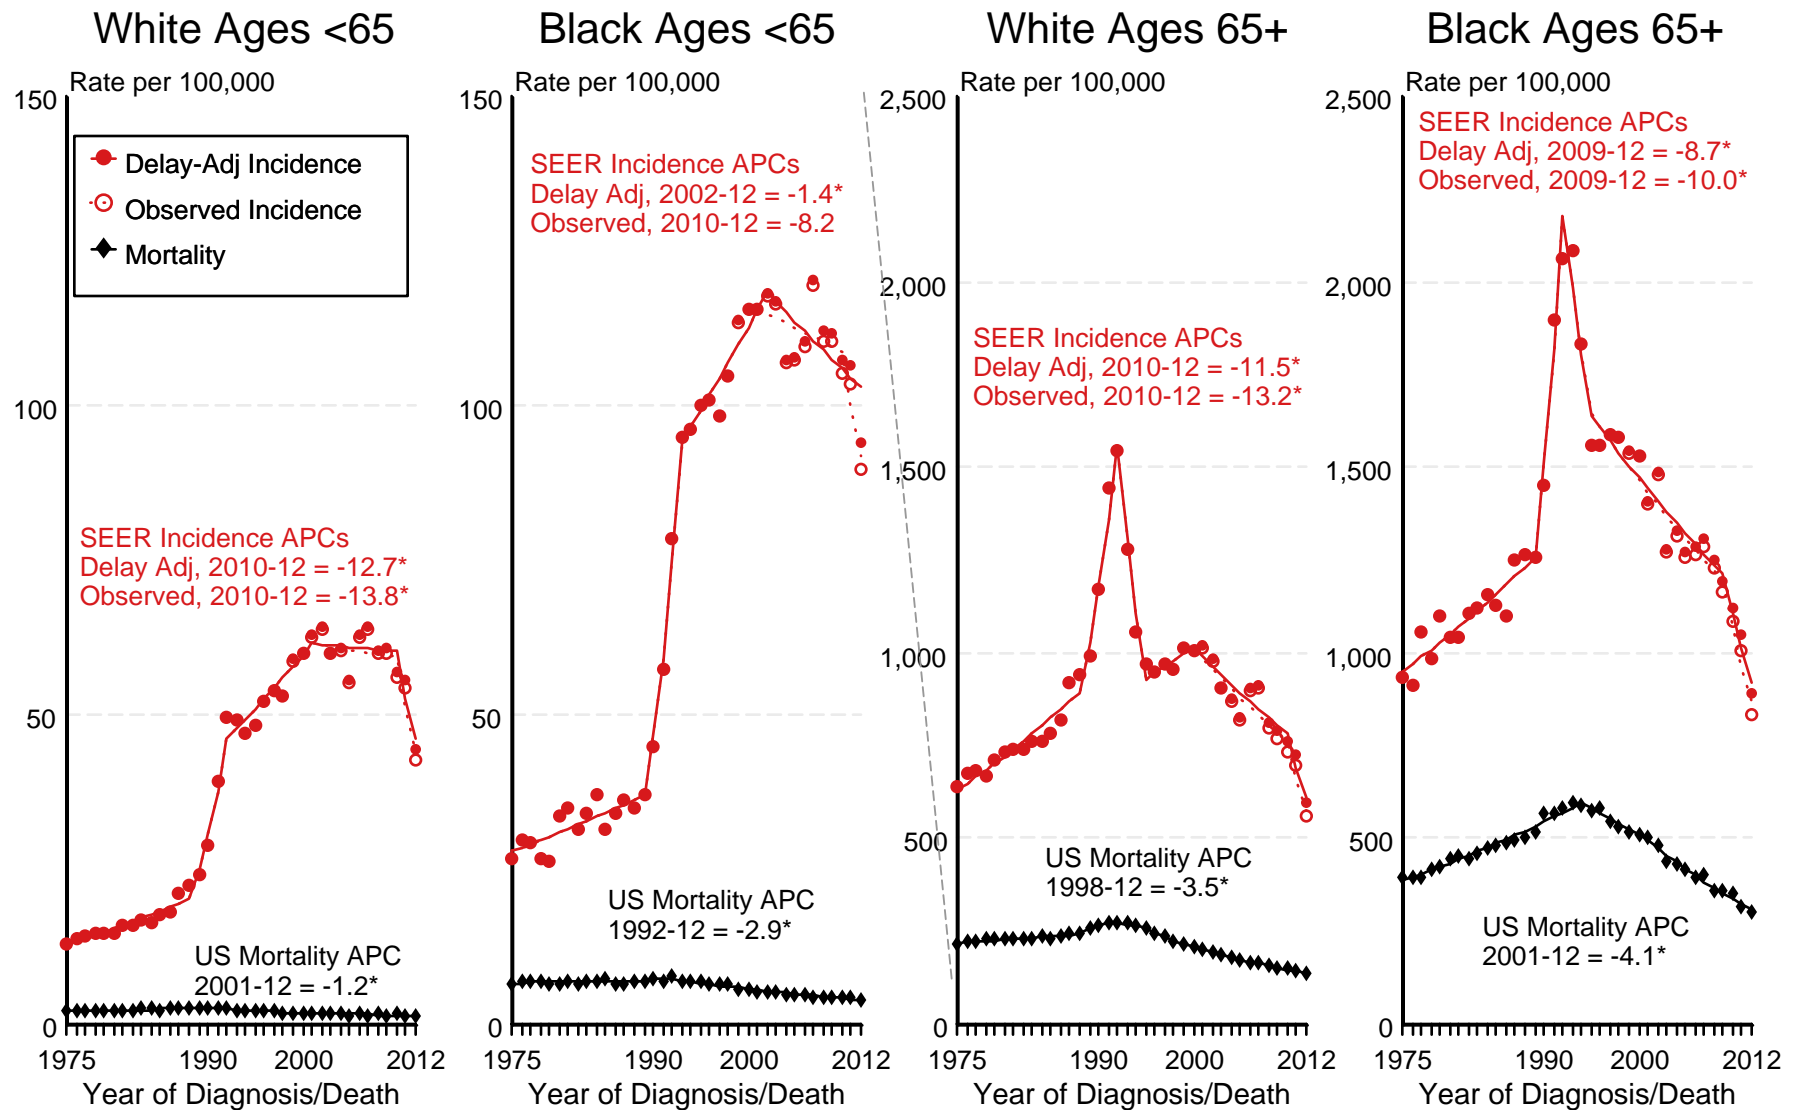 White Ages <65
Rate per 100,000
150
100
50
0
Delay-Adj Incidence
Observed Incidence
Mortality
SEER Incidence APCs
Delay Adj, 2010-12 = -12.7*
Observed, 2010-12 = -13.8*
US Mortality APC
2001-12 = -1.2*
1975 1990 2000 2012
Year of Diagnosis/Death
Black Ages <65
Rate per 100,000
150
100
50
0
SEER Incidence APCs
Delay Adj, 2002-12 = -1.4*
Observed, 2010-12 = -8.2
US Mortality APC
1992-12 = -2.9*
1975 1990 2000 2012
Year of Diagnosis/Death
White Ages 65+
Rate per 100,000
2,500
2,000
1,500
1,000
500
0
SEER Incidence APCs
Delay Adj, 2010-12 = -11.5*
Observed, 2010-12 = -13.2*
US Mortality APC
1998-12 = -3.5*
1975 1990 2000 2012
Year of Diagnosis/Death
Black Ages 65+
Rate per 100,000
2,500
2,000
1,500
1,000
500
0
SEER Incidence APCs
Delay Adj, 2009-12 = -8.7*
Observed, 2009-12 = -10.0*
US Mortality APC
2001-12 = -4.1*
1975 1990 2000 2012
Year of Diagnosis/Death